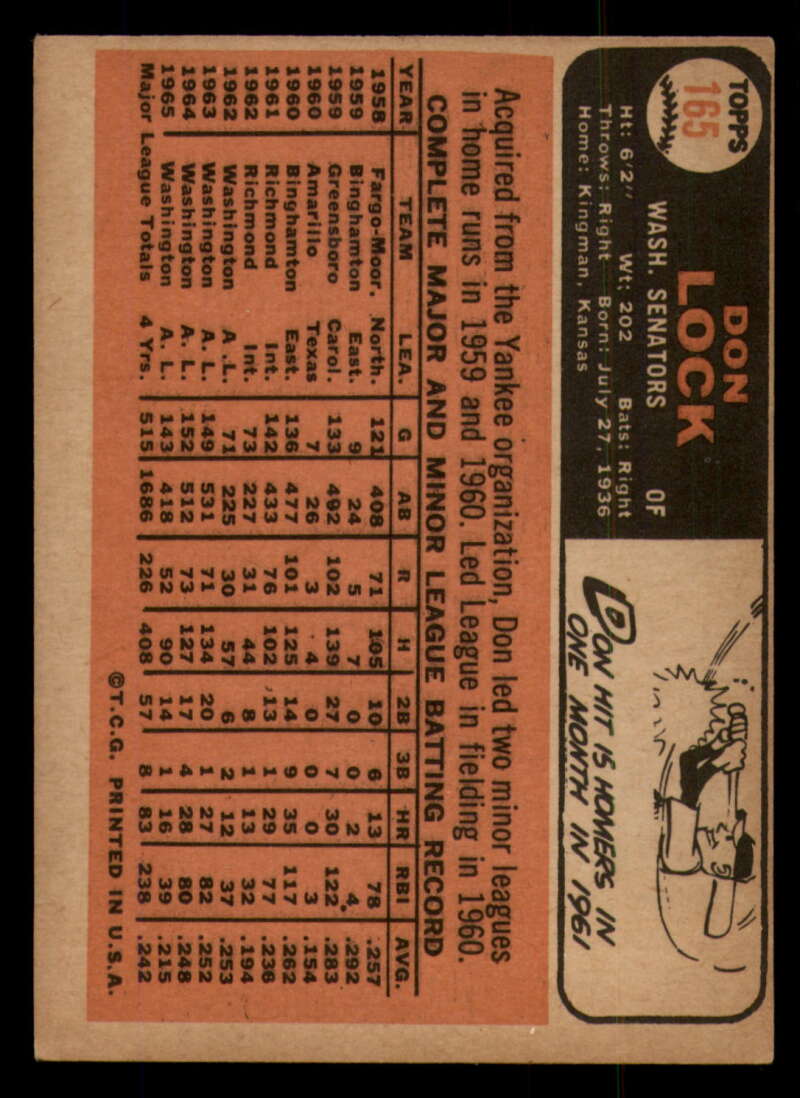 TOPPS
165
DON
LOCK
WASH. SENATORS OF
Ht: 6'2" Wt: 202 Bats: Right
Throws: Right Born: July 27, 1936
Home: Kingman, Kansas
DON HIT 15 HOMERS IN
ONE MONTH IN 1961
Acquired from the Yankee organization, Don led two minor leagues
in home runs in 1959 and 1960. Led League in fielding in 1960.
COMPLETE MAJOR AND MINOR LEAGUE BATTING RECORD
YEAR TEAM LEA. G AB R H 2B 3B HR RBI AVG.
1958 Fargo-Moor. North. 121 408 71 105 10 6 13 78 .257
1959 Binghamton East. 9 24 5 7 0 0 2 4 .292
1959 Greensboro Carol. 133 492 102 139 27 7 30 122 .283
1960 Amarillo Texas 7 26 3 4 0 0 0 3 .154
1960 Binghamton East. 136 477 101 125 14 9 35 117 .262
1961 Richmond Int. 142 433 76 102 13 1 29 77 .236
1962 Richmond Int. 73 227 31 44 8 1 13 32 .194
1962 Washington A .L. 71 225 30 57 6 2 12 37 .253
1963 Washington A. L. 149 531 71 134 20 1 27 82 .252
1964 Washington A. L. 152 512 73 127 17 4 28 80 .248
1965 Washington A. L. 143 418 52 90 14 1 16 39 .215
Major League Totals 4 Yrs. 515 1686 226 408 57 8 83 238 .242
©T.C.G. PRINTED IN U.S.A.